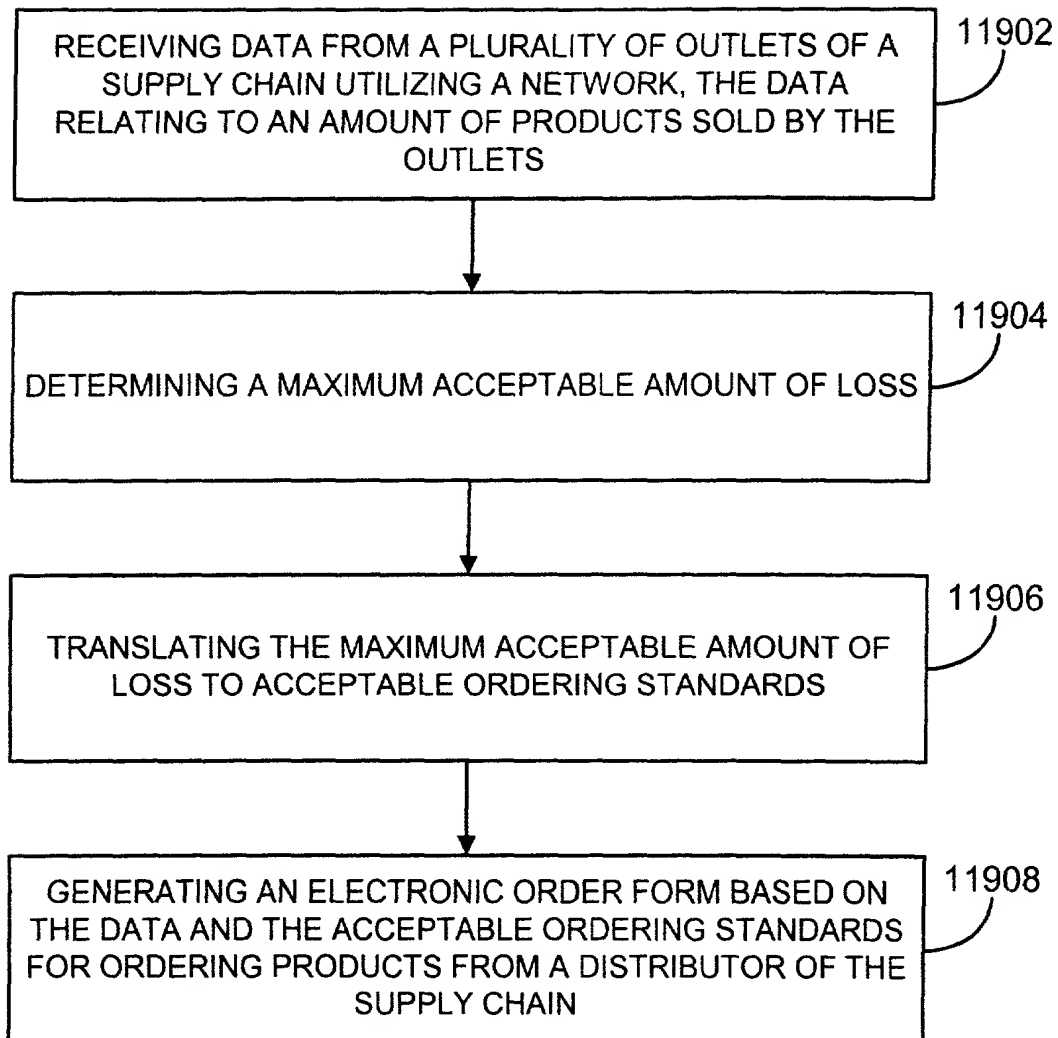 RECEIVING DATA FROM A PLURALITY OF OUTLETS OF A
SUPPLY CHAIN UTILIZING A NETWORK, THE DATA
RELATING TO AN AMOUNT OF PRODUCTS SOLD BY THE
OUTLETS
11902
DETERMINING A MAXIMUM ACCEPTABLE AMOUNT OF LOSS
11904
TRANSLATING THE MAXIMUM ACCEPTABLE AMOUNT OF
LOSS TO ACCEPTABLE ORDERING STANDARDS
11906
GENERATING AN ELECTRONIC ORDER FORM BASED ON
THE DATA AND THE ACCEPTABLE ORDERING STANDARDS
FOR ORDERING PRODUCTS FROM A DISTRIBUTOR OF THE
SUPPLY CHAIN
11908